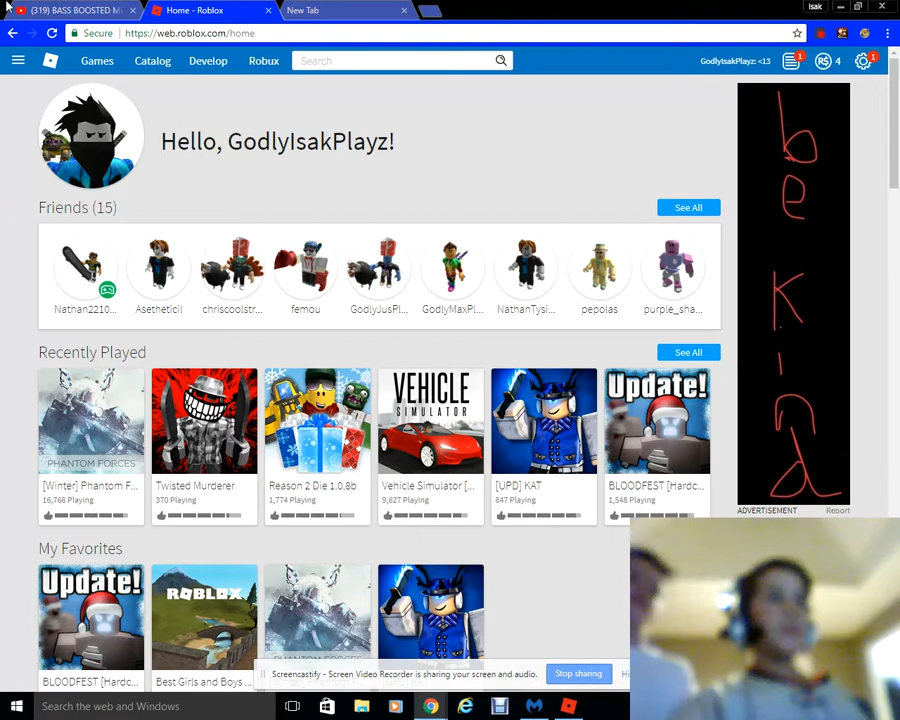 (319) BASS BOOSTED M
Home - Roblox
New Tab
Isak
Secure
https://web.roblox.com/home
Games
Catalog
Develop
Robux
Search
GodlyIsakPlayz: <13
1
R$ 4
1
Hello, GodlyIsakPlayz!
Friends (15)
See All
Nathan2210...
Asetheticil
chriscoolstr...
femou
GodlyJusPl...
GodlyMaxPl...
NathanTysi...
pepolas
purple_sha...
be kind
Recently Played
See All
PHANTOM FORCES
VEHICLE
SIMULATOR
Update!
[Winter] Phantom F...
Twisted Murderer
Reason 2 Die 1.0.8b
Vehicle Simulator [...
[UPD] KAT
BLOODFEST [Hardc...
16,768 Playing
370 Playing
1,774 Playing
9,627 Playing
847 Playing
1,548 Playing
ADVERTISEMENT
Report
My Favorites
Update!
ROBLOX
PHANTOM FORCES
BLOODFEST [Hardc...
Best Girls and Boys
Screencastify - Screen Video Recorder is sharing your screen and audio.
Stop sharing
Search the web and Windows